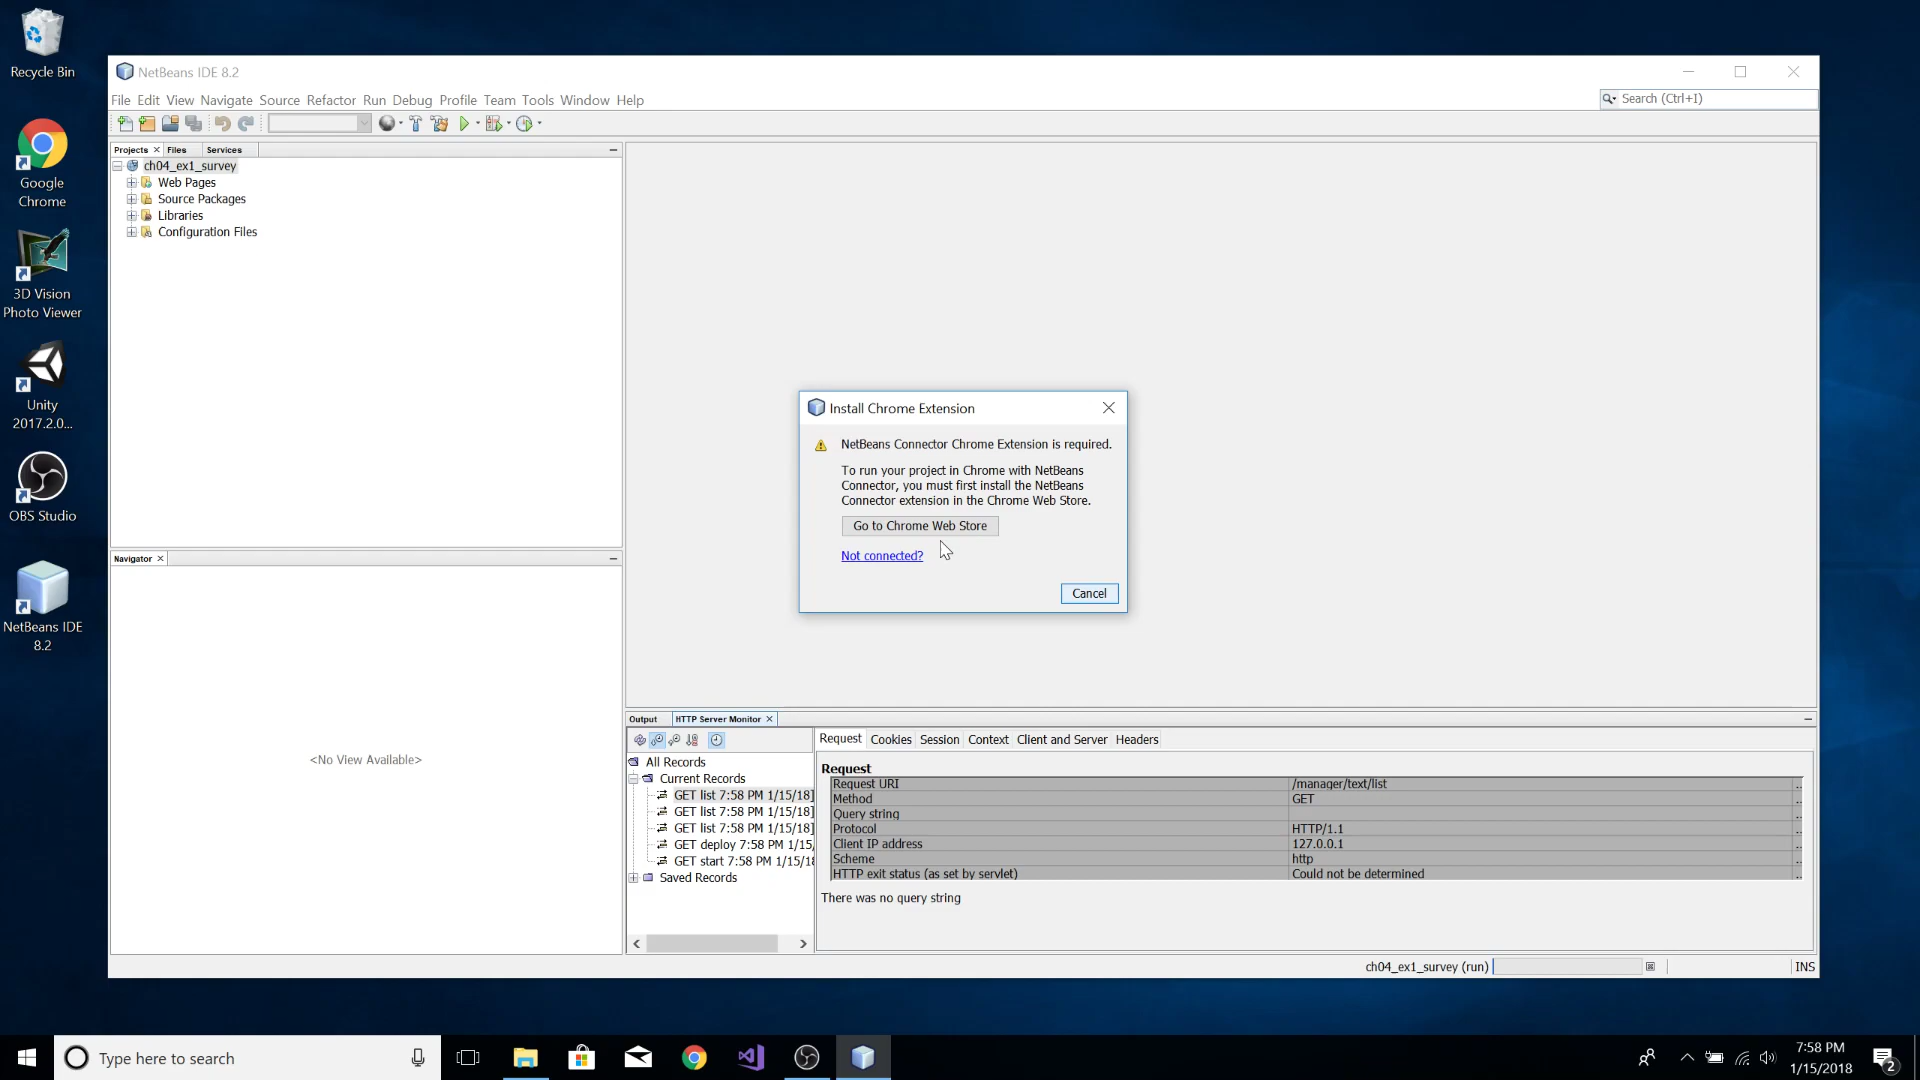 Recycle Bin
Google
Chrome
3D Vision
Photo Viewer
Unity
2017.2.0...
OBS Studio
NetBeans IDE
8.2
NetBeans IDE 8.2
File Edit View Navigate Source Refactor Run Debug Profile Team Tools Window Help
Search (Ctrl+I)
Projects Files Services
ch04_ex1_survey
Web Pages
Source Packages
Libraries
Configuration Files
Navigator
<No View Available>
Install Chrome Extension
NetBeans Connector Chrome Extension is required.
To run your project in Chrome with NetBeans
Connector, you must first install the NetBeans
Connector extension in the Chrome Web Store.
Go to Chrome Web Store
Not connected?
Cancel
Output HTTP Server Monitor
All Records
Current Records
GET list 7:58 PM 1/15/18]
GET list 7:58 PM 1/15/18]
GET list 7:58 PM 1/15/18]
GET deploy 7:58 PM 1/15/
GET start 7:58 PM 1/15/18
Saved Records
Request Cookies Session Context Client and Server Headers
Request
Request URI /manager/text/list ...
Method GET ...
Query string ...
Protocol HTTP/1.1 ...
Client IP address 127.0.0.1 ...
Scheme http ...
HTTP exit status (as set by servlet) Could not be determined ...
There was no query string
ch04_ex1_survey (run)
INS
Type here to search
7:58 PM
1/15/2018
2